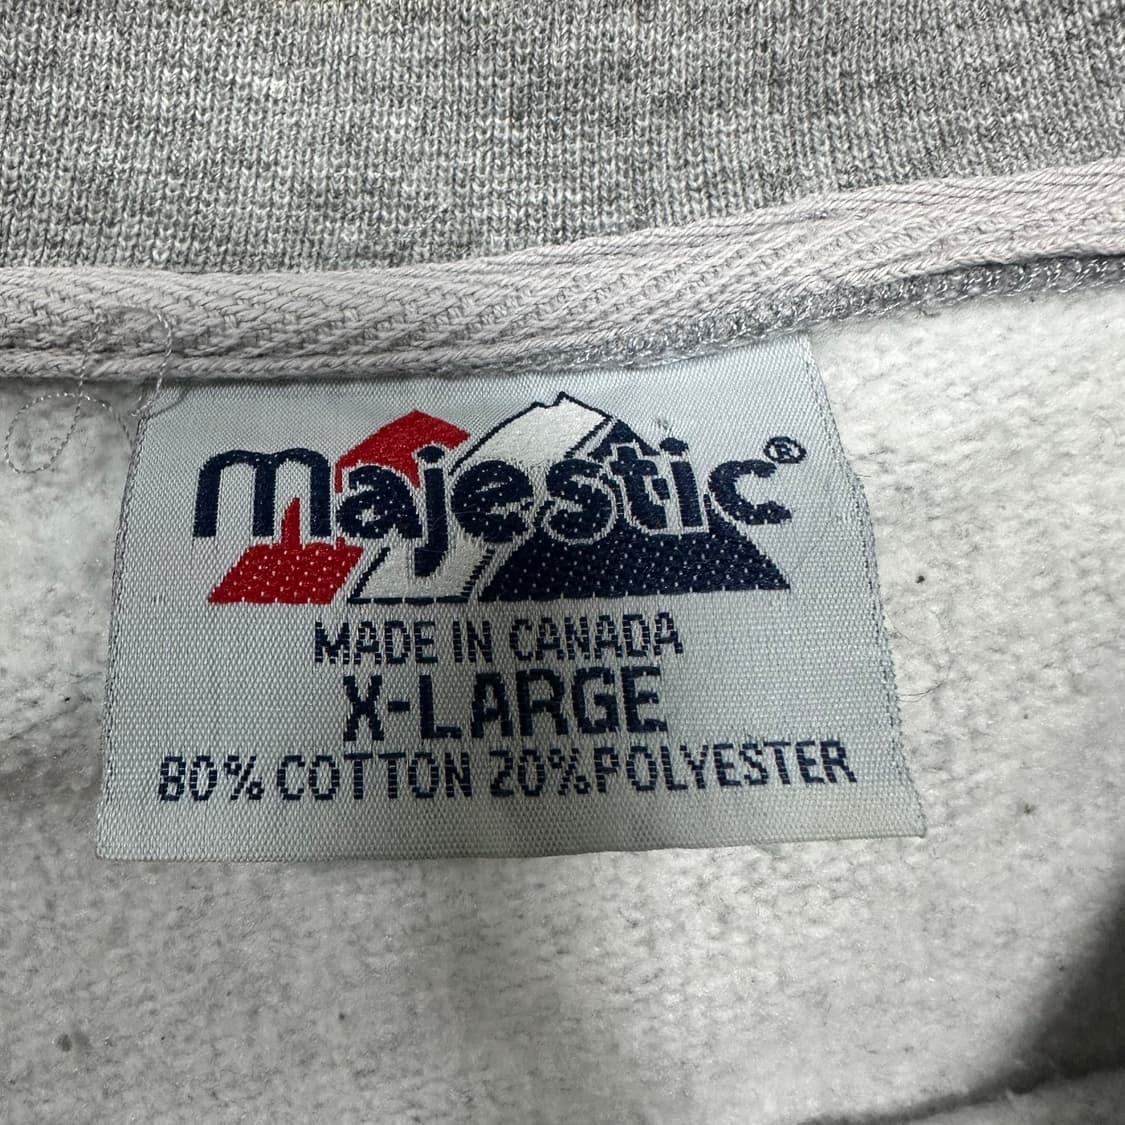 majestic®
MADE IN CANADA
X-LARGE
80% COTTON 20% POLYESTER